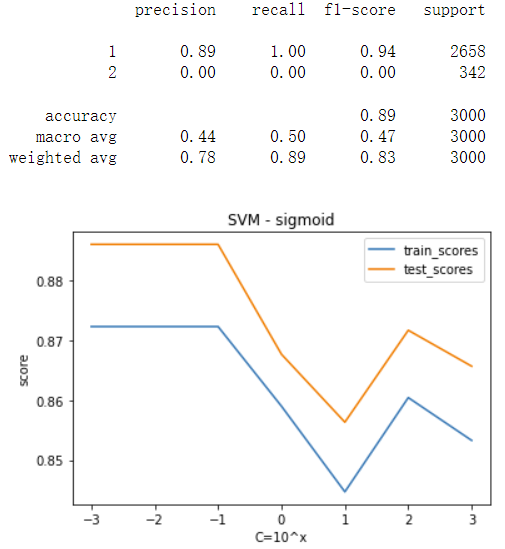 precision recall f1-score support
1 0.89 1.00 0.94 2658
2 0.00 0.00 0.00 342
accuracy 0.89 3000
macro avg 0.44 0.50 0.47 3000
weighted avg 0.78 0.89 0.83 3000
SVM - sigmoid
train_scores
test_scores
0.88
0.87
0.86
0.85
score
−3 −2 −1 0 1 2 3
C=10^x